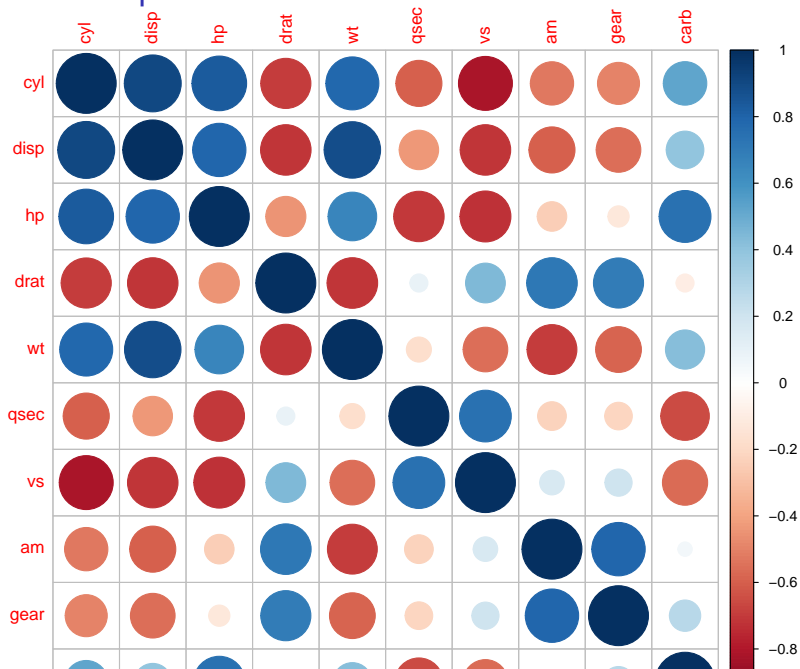 cyl disp hp drat wt qsec vs am gear carb
cyl
disp
hp
drat
wt
qsec
vs
am
gear
1
0.8
0.6
0.4
0.2
0
−0.2
−0.4
−0.6
−0.8